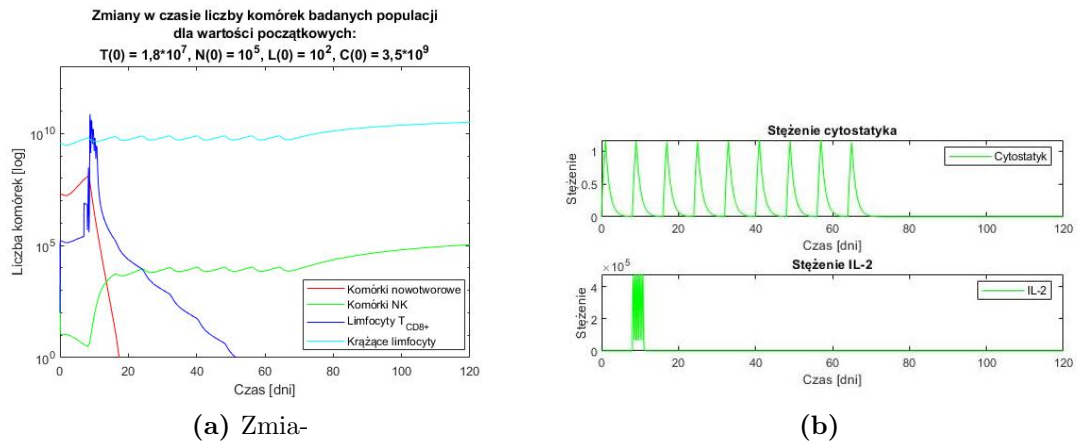 Zmiany w czasie liczby komórek badanych populacji
dla wartości początkowych:
T(0) = 1,8*10^7, N(0) = 10^5, L(0) = 10^2, C(0) = 3,5*10^9
Liczba komórek [log]
10^10
10^5
10^0
0 20 40 60 80 100 120
Czas [dni]
Komórki nowotworowe
Komórki NK
Limfocyty T_CD8+
Krążące limfocyty
(a) Zmia-
Stężenie cytostatyka
Stężenie
1
0.5
0
0 20 40 60 80 100 120
Czas [dni]
Cytostatyk
Stężenie IL-2
× 10^5
Stężenie
4
2
0
0 20 40 60 80 100 120
Czas [dni]
IL-2
(b)